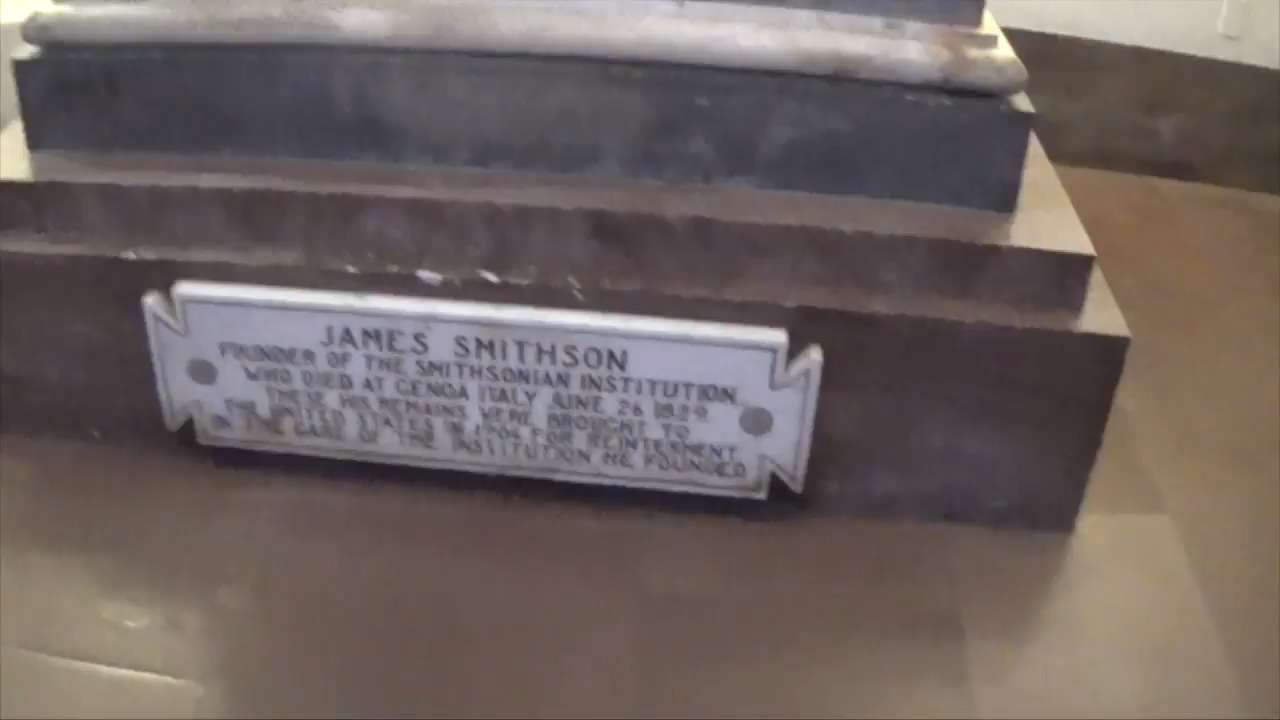 JAMES SMITHSON
FOUNDER OF THE SMITHSONIAN INSTITUTION
WHO DIED AT GENOA ITALY JUNE 26 1829
THESE HIS REMAINS WERE BROUGHT TO
THE UNITED STATES IN 1904 FOR REINTERMENT
IN THE CARE OF THE INSTITUTION HE FOUNDED